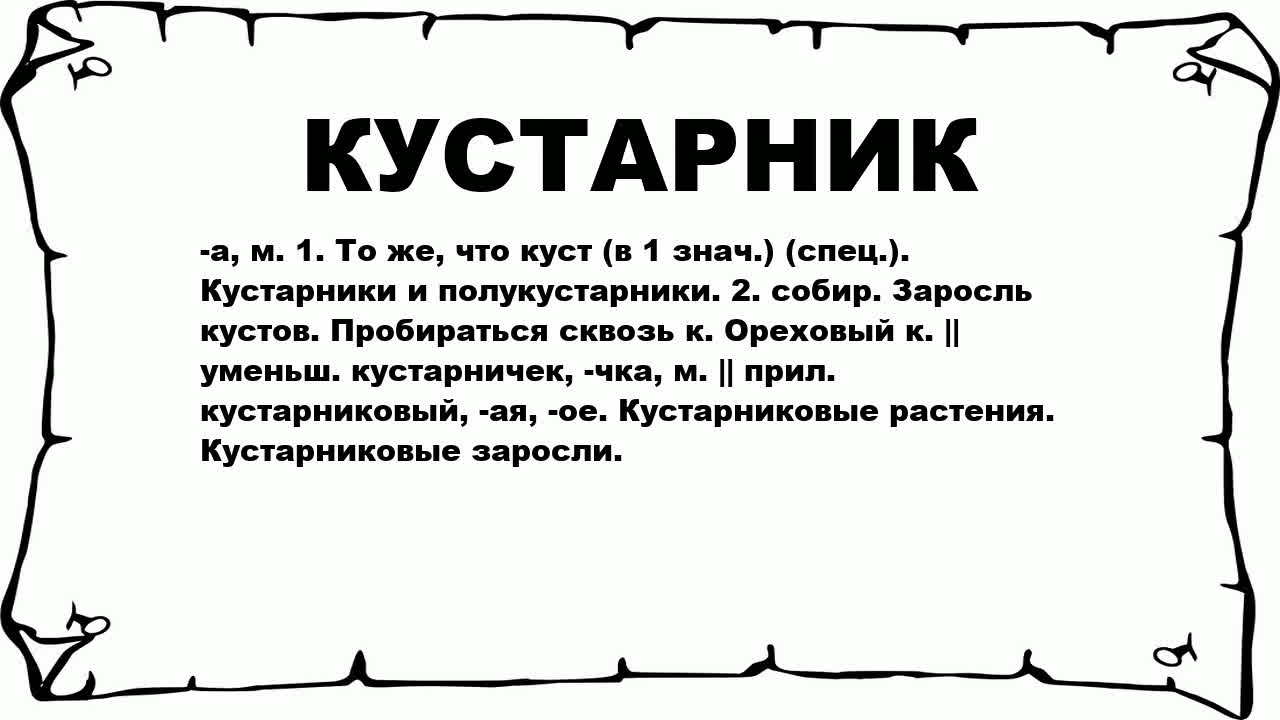 КУСТАРНИК
-а, м. 1. То же, что куст (в 1 знач.) (спец.).
Кустарники и полукустарники. 2. собир. Заросль
кустов. Пробираться сквозь к. Ореховый к. ||
уменьш. кустарничек, -чка, м. || прил.
кустарниковый, -ая, -ое. Кустарниковые растения.
Кустарниковые заросли.